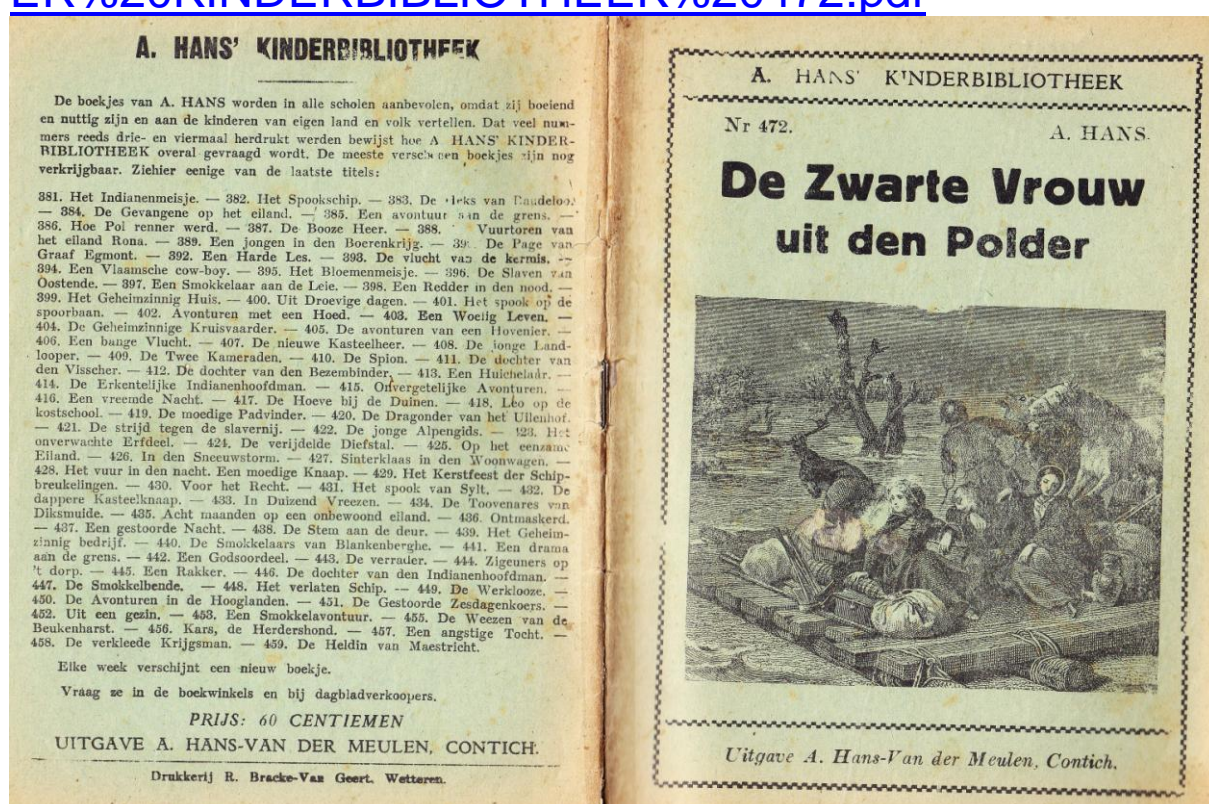 ER%20KINDERBIBLIOTHEEK%20472.pdf
A. HANS' KINDERBIBLIOTHEEK
De boekjes van A. HANS worden in alle scholen aanbevolen, omdat zij boeiend
en nuttig zijn en aan de kinderen van eigen land en volk vertellen. Dat veel num-
mers reeds drie- en viermaal herdrukt werden bewijst hoe A HANS' KINDER-
BIBLIOTHEEK overal gevraagd wordt. De meeste verschenen boekjes zijn nog
verkrijgbaar. Ziehier eenige van de laatste titels:
381. Het Indianenmeisje. — 382. Het Spookschip. — 383. De van
— 384. De Gevangene op het eiland. — 385. Een avontuur aan de grens. —
386. Hoe Pol renner werd. — 387. De Booze Heer. — 388. Vuurtoren van
het eiland Rona. — 389. Een jongen in den Boerenkrijg. — De Page van
Graaf Egmont. — 392. Een Harde Les. — 393. De vlucht van de kermis. —
394. Een Vlaamsche cow-boy. — 395. Het Bloemenmeisje. — 396. De Slaven van
Oostende. — 397. Een Smokkelaar aan de Leie. — 398. Een Redder in den nood. —
399. Het Geheimzinnig Huis. — 400. Uit Droevige dagen. — 401. Het spook op de
spoorbaan. — 402. Avonturen met een Hoed. — 403. Een Woelig Leven. —
404. De Geheimzinnige Kruisvaarder. — 405. De avonturen van een Hovenier. —
406. Een bange Vlucht. — 407. De nieuwe Kasteelheer. — 408. De jonge Land-
looper. — 409. De Twee Kameraden. — 410. De Spion. — 411. De dochter van
den Visscher. — 412. De dochter van den Bezembinder. — 413. Een Huichelaar. —
414. De Erkentelijke Indianenhoofdman. — 415. Onvergetelijke Avonturen. —
416. Een vreemde Nacht. — 417. De Hoeve bij de Duinen. — 418. Leo op de
kostschool. — 419. De moedige Padvinder. — 420. De Dragonder van het Uilenhof.
— 421. De strijd tegen de slavernij. — 422. De jonge Alpengids. — 423. Het
onverwachte Erfdeel. — 424. De verijdelde Diefstal. — 425. Op het eenzame
Eiland. — 426. In den Sneeuwstorm. — 427. Sinterklaas in den Woonwagen. —
428. Het vuur in den nacht. Een moedige Knaap. — 429. Het Kerstfeest der Schip-
breukelingen. — 430. Voor het Recht. — 431. Het spook van Sylt. — 432. De
dappere Kasteelknaap. — 433. In Duizend Vreezen. — 434. De Toovenares van
Diksmuide. — 435. Acht maanden op een onbewoond eiland. — 436. Ontmaskerd.
— 437. Een gestoorde Nacht. — 438. De Stem aan de deur. — 439. Het Geheim-
zinnig bedrijf. — 440. De Smokkelaars van Blankenberghe. — 441. Een drama
aan de grens. — 442. Een Godsoordeel. — 443. De verrader. — 444. Zigeuners op
't dorp. — 445. Een Rakker. — 446. De dochter van den Indianenhoofdman. —
447. De Smokkelbende. — 448. Het verlaten Schip. — 449. De Werklooze. —
450. De Avonturen in de Hooglanden. — 451. De Gestoorde Zesdagenkoers. —
452. Uit een gezin. — 453. Een Smokkelavontuur. — 455. De Weezen van de
Beukenharst. — 456. Kars, de Herdershond. — 457. Een angstige Tocht. —
458. De verkleede Krijgsman. — 459. De Heldin van Maestricht.
Elke week verschijnt een nieuw boekje.
Vraag ze in de boekwinkels en bij dagbladverkoopers.
PRIJS: 60 CENTIEMEN
UITGAVE A. HANS-VAN DER MEULEN, CONTICH.
Drukkerij R. Bracke-Van Geert. Wetteren.
A. HANS' KINDERBIBLIOTHEEK
Nr 472. A. HANS.
De Zwarte Vrouw
uit den Polder
Uitgave A. Hans-Van der Meulen, Contich.